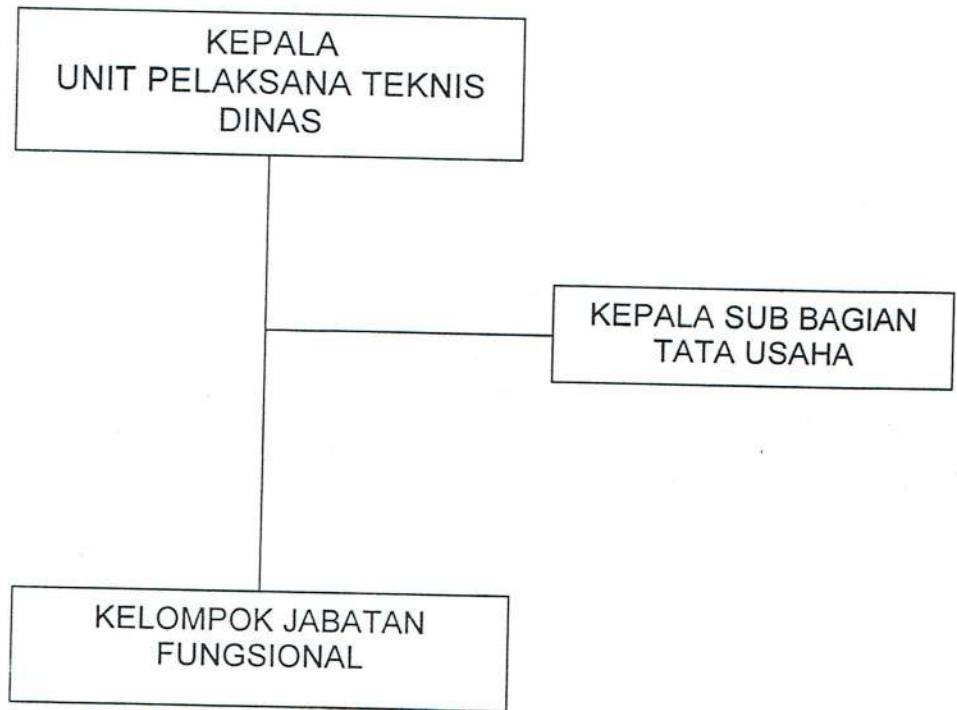 KEPALA
UNIT PELAKSANA TEKNIS
DINAS
KEPALA SUB BAGIAN
TATA USAHA
KELOMPOK JABATAN
FUNGSIONAL